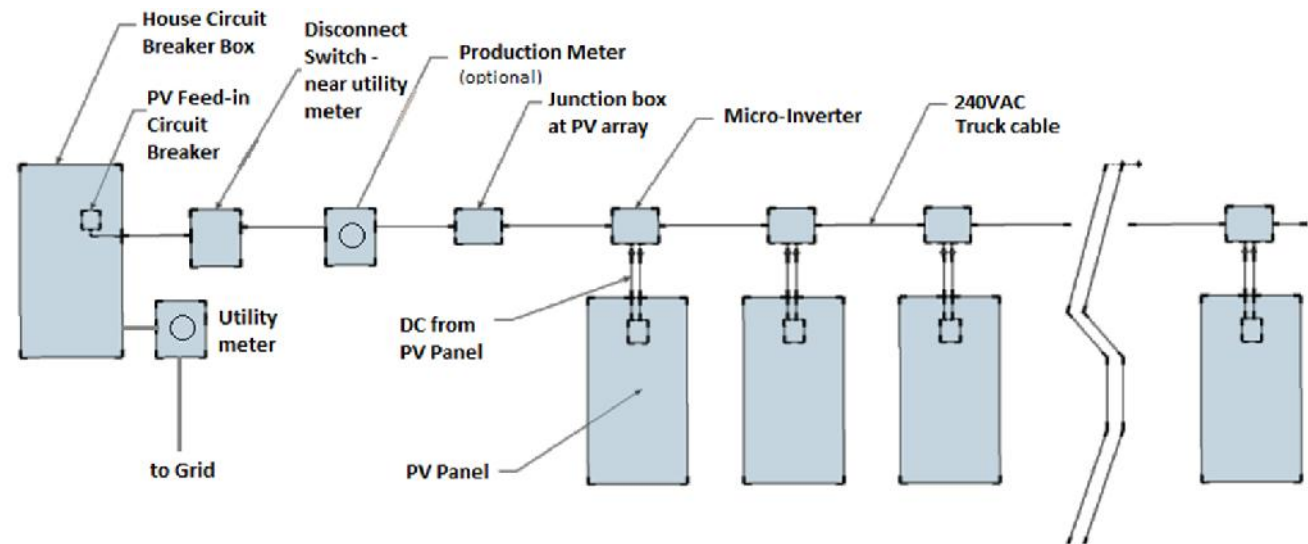 House Circuit
Breaker Box
Disconnect
Switch -
near utility
meter
Production Meter
(optional)
PV Feed-in
Circuit
Breaker
Junction box
at PV array
Micro-Inverter
240VAC
Truck cable
Utility
meter
DC from
PV Panel
to Grid
PV Panel